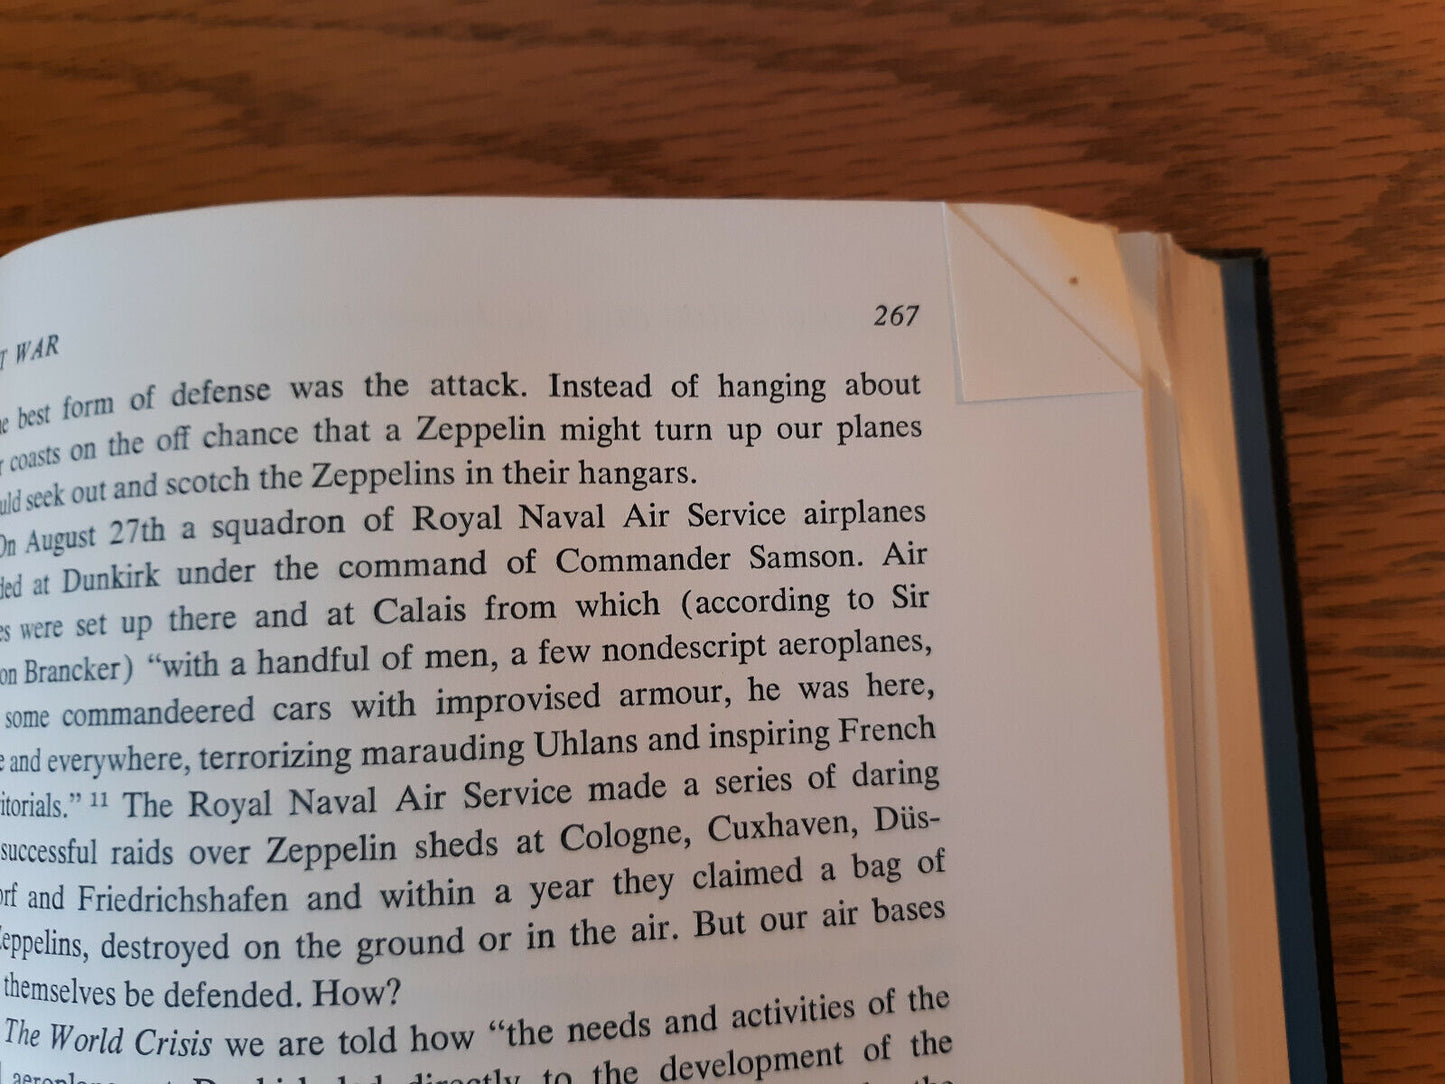 WAR 267
best form of defense was the attack. Instead of hanging about
coasts on the off chance that a Zeppelin might turn up our planes
seek out and scotch the Zeppelins in their hangars.
On August 27th a squadron of Royal Naval Air Service airplanes
at Dunkirk under the command of Commander Samson. Air
were set up there and at Calais from which (according to Sir
Brancker) “with a handful of men, a few nondescript aeroplanes,
some commandeered cars with improvised armour, he was here,
and everywhere, terrorizing marauding Uhlans and inspiring French
itorials.” 11 The Royal Naval Air Service made a series of daring
successful raids over Zeppelin sheds at Cologne, Cuxhaven, Düs-
orf and Friedrichshafen and within a year they claimed a bag of
eppelins, destroyed on the ground or in the air. But our air bases
themselves be defended. How?
The World Crisis we are told how “the needs and activities of the
directly to the development of the